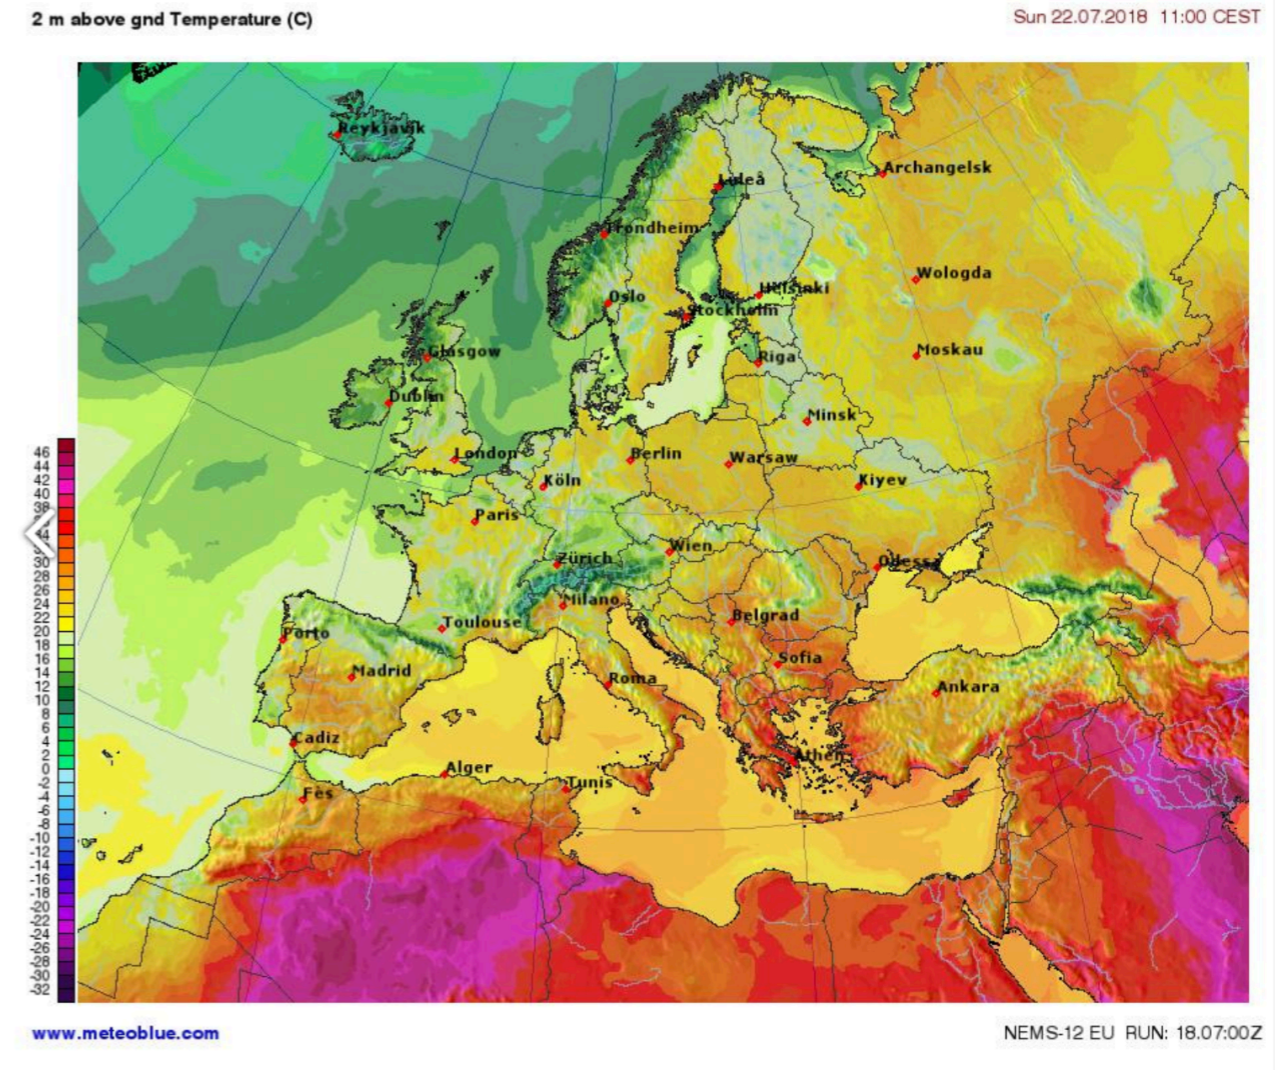 2 m above gnd Temperature (C)
Sun 22.07.2018 11:00 CEST
Reykjavik
Luleå
Archangelsk
Trondheim
Wologda
Oslo
Helsinki
Stockholm
Glasgow
Riga
Moskau
Dublin
Minsk
London
Berlin
Warsaw
Köln
Kiyev
Paris
Wien
Zürich
Odessa
Milano
Belgrad
Toulouse
Porto
Sofia
Madrid
Roma
Ankara
Cadiz
Athen
Alger
Tunis
Fes
46
44
42
40
38
30
28
26
24
22
20
18
16
14
12
10
8
6
4
2
0
-2
-4
-6
-8
-10
-12
-14
-16
-18
-20
-22
-24
-26
-28
-30
-32
www.meteoblue.com
NEMS-12 EU RUN: 18.07:00Z